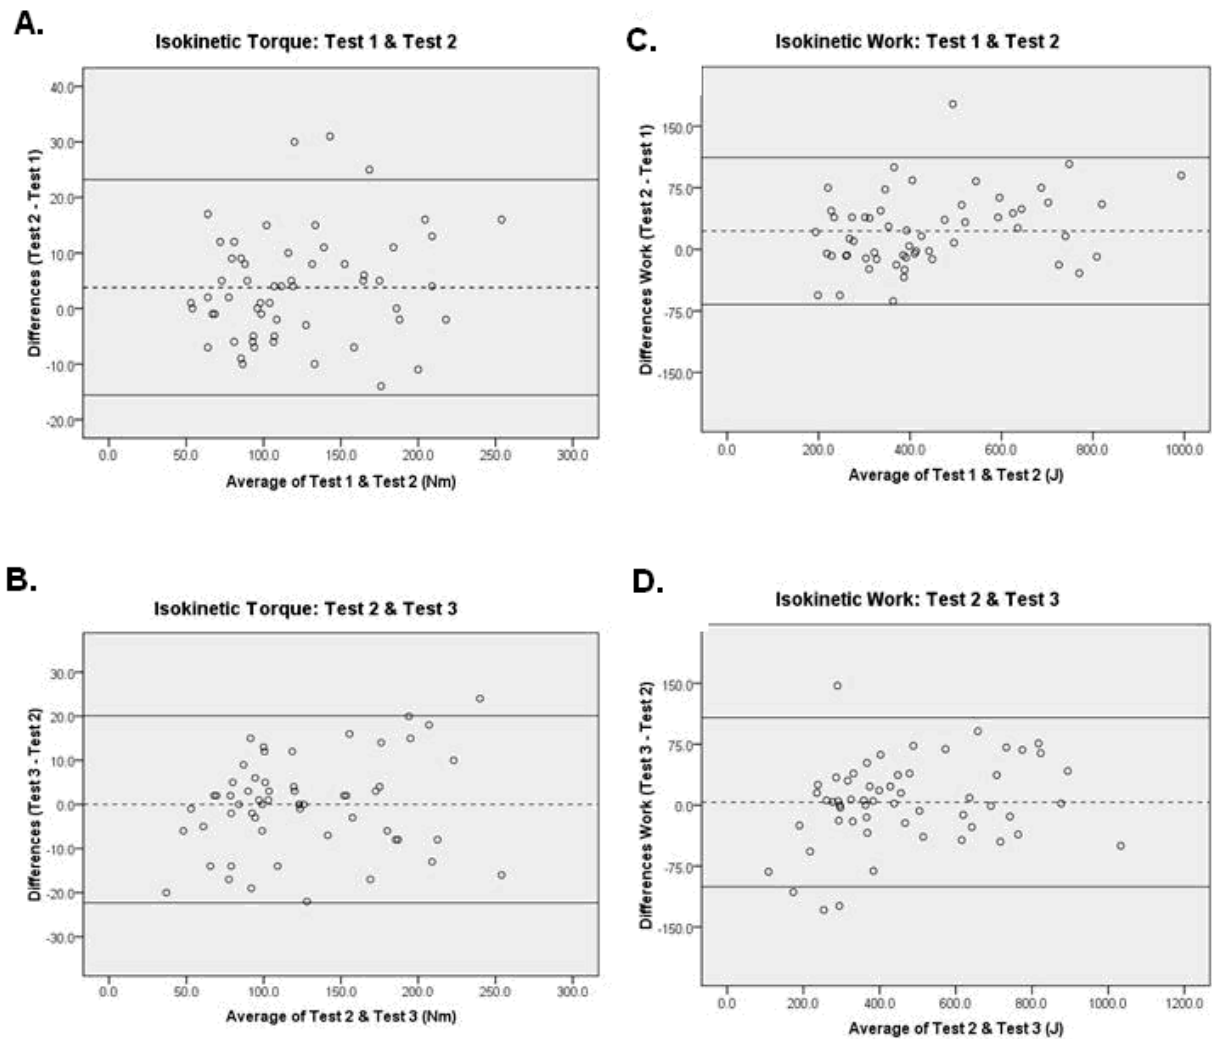 A.
Isokinetic Torque: Test 1 & Test 2
Differences (Test 2 - Test 1)
40.0
30.0
20.0
10.0
0.0
-10.0
-20.0
0.0 50.0 100.0 150.0 200.0 250.0 300.0
Average of Test 1 & Test 2 (Nm)
C.
Isokinetic Work: Test 1 & Test 2
Differences Work (Test 2 - Test 1)
150.0
75.0
0.0
-75.0
-150.0
0.0 200.0 400.0 600.0 800.0 1000.0
Average of Test 1 & Test 2 (J)
B.
Isokinetic Torque: Test 2 & Test 3
Differences (Test 3 - Test 2)
30.0
20.0
10.0
0.0
-10.0
-20.0
-30.0
0.0 50.0 100.0 150.0 200.0 250.0 300.0
Average of Test 2 & Test 3 (Nm)
D.
Isokinetic Work: Test 2 & Test 3
Differences Work (Test 3 - Test 2)
150.0
75.0
0.0
-75.0
-150.0
0.0 200.0 400.0 600.0 800.0 1000.0 1200.0
Average of Test 2 & Test 3 (J)